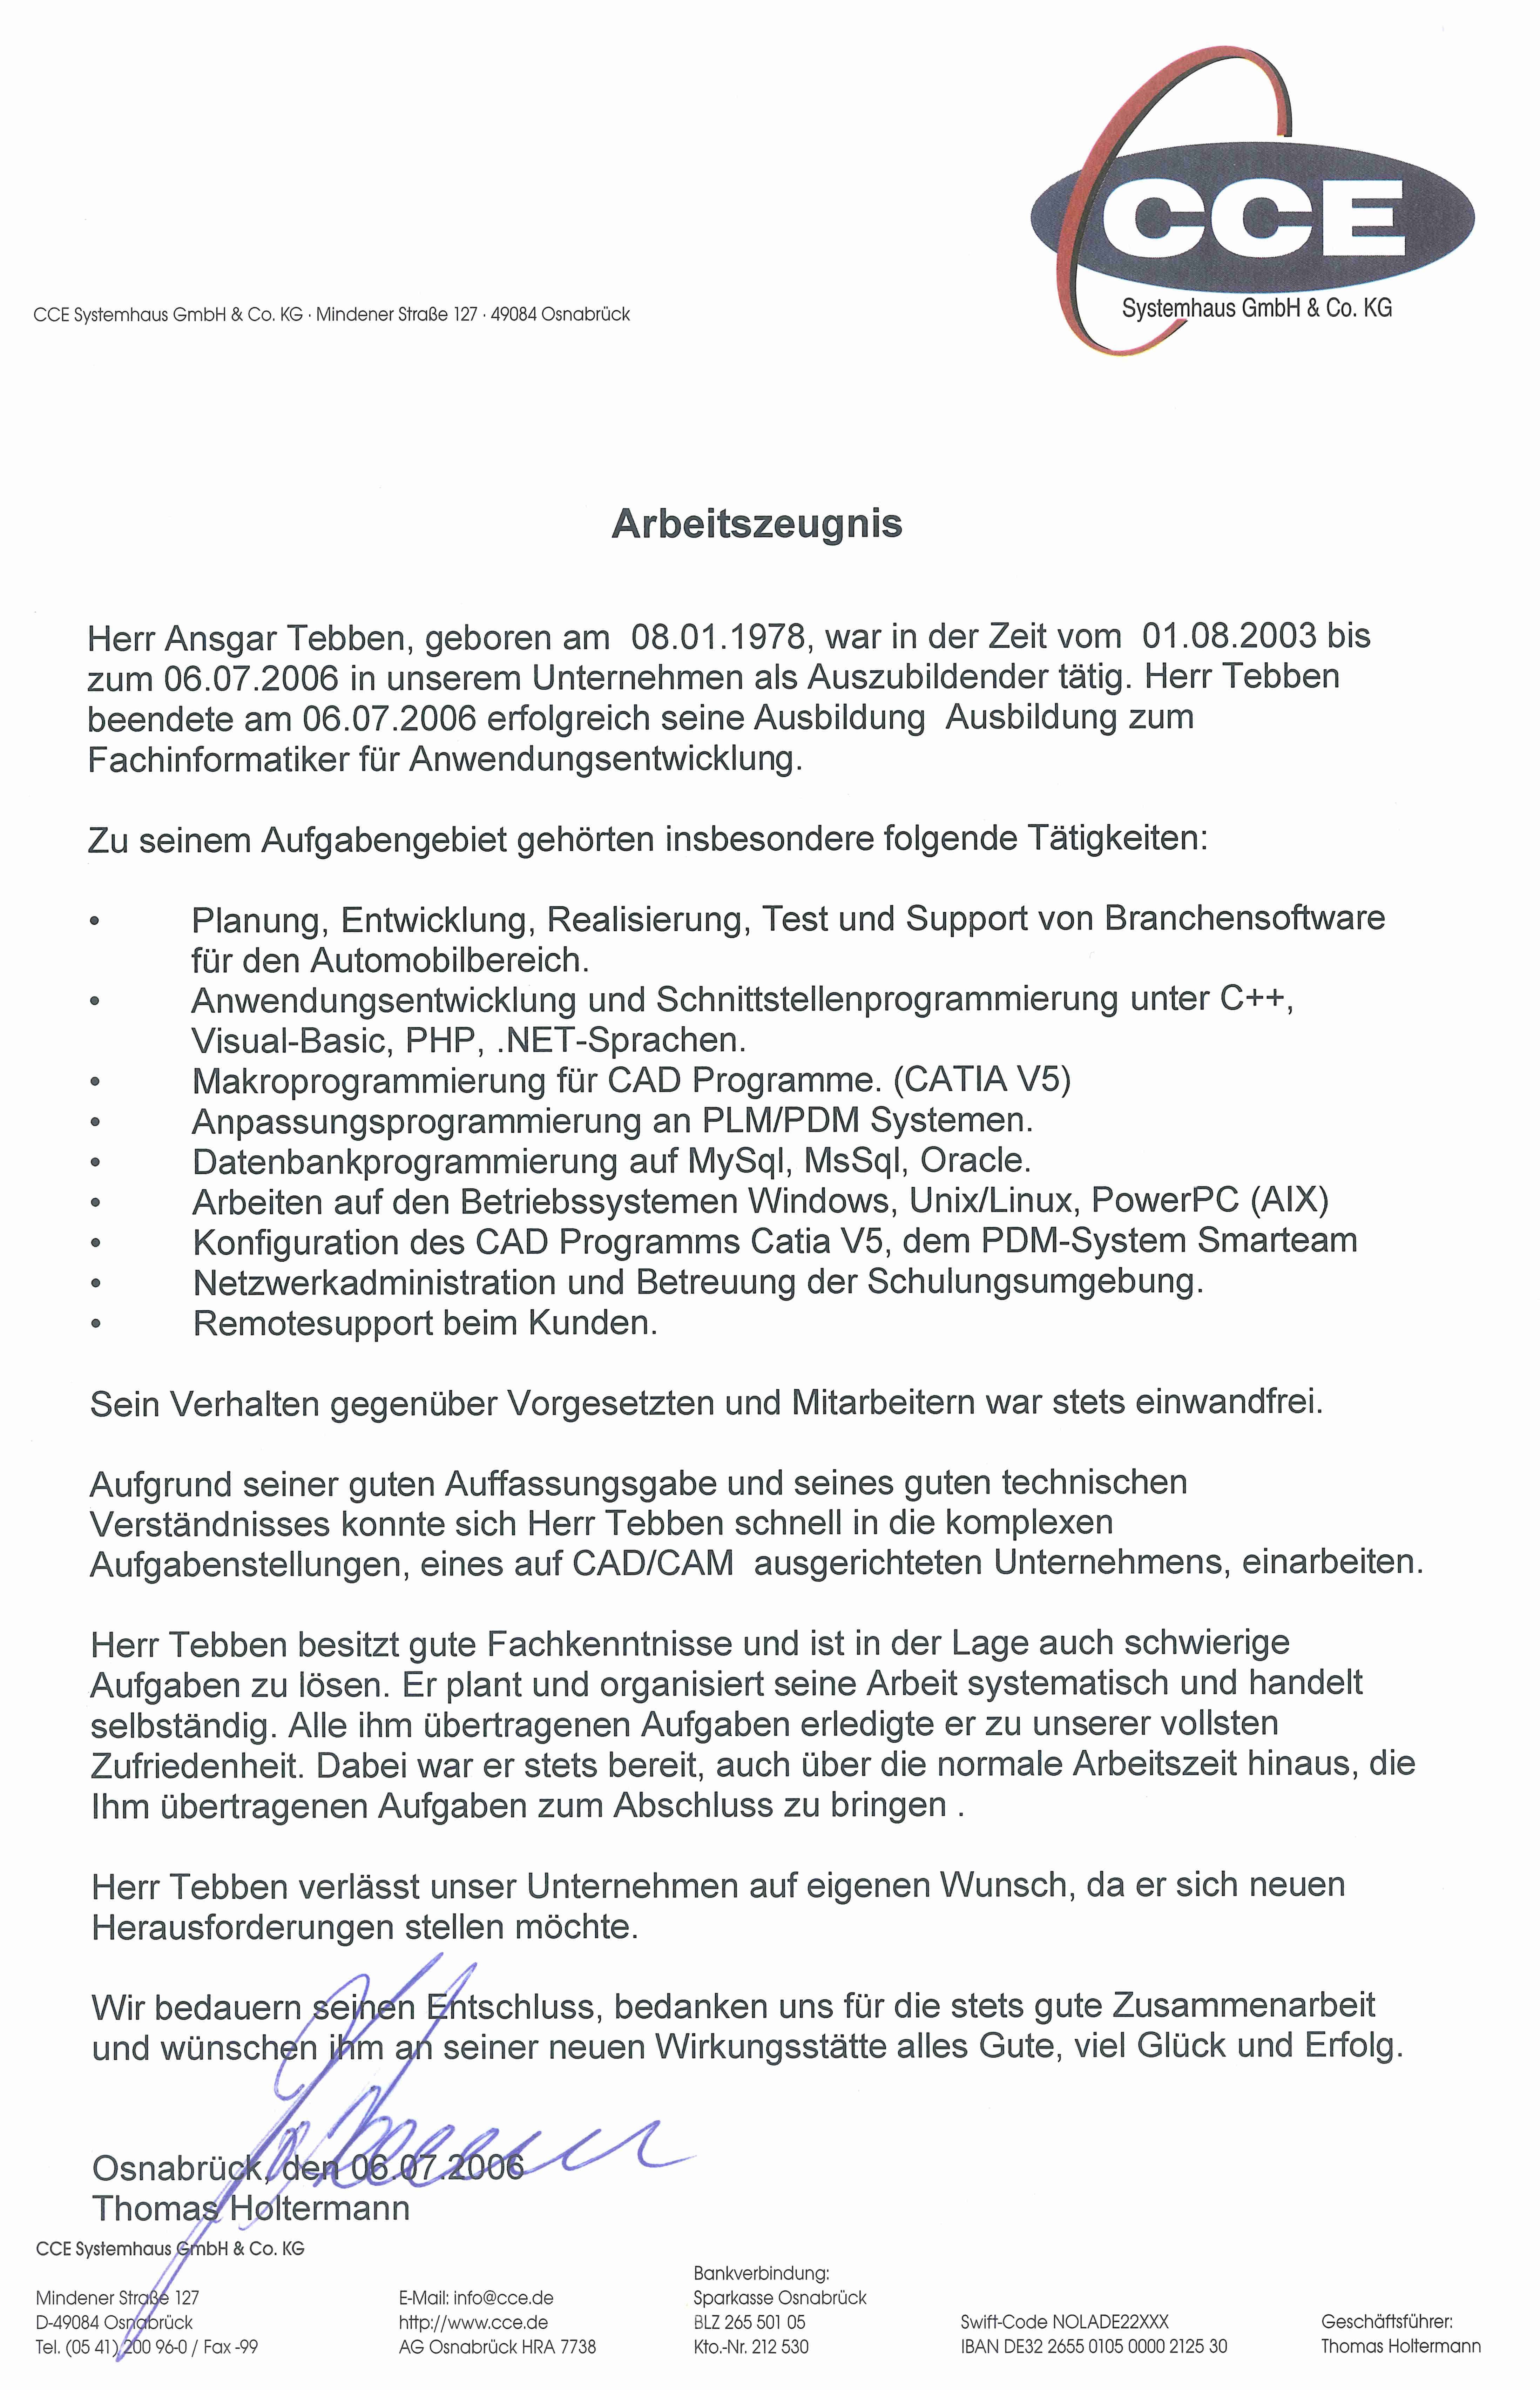 CCE
Systemhaus GmbH & Co. KG
CCE Systemhaus GmbH & Co. KG · Mindener Straße 127 · 49084 Osnabrück
Arbeitszeugnis
Herr Ansgar Tebben, geboren am 08.01.1978, war in der Zeit vom 01.08.2003 bis
zum 06.07.2006 in unserem Unternehmen als Auszubildender tätig. Herr Tebben
beendete am 06.07.2006 erfolgreich seine Ausbildung Ausbildung zum
Fachinformatiker für Anwendungsentwicklung.
Zu seinem Aufgabengebiet gehörten insbesondere folgende Tätigkeiten:
• Planung, Entwicklung, Realisierung, Test und Support von Branchensoftware
für den Automobilbereich.
• Anwendungsentwicklung und Schnittstellenprogrammierung unter C++,
Visual-Basic, PHP, .NET-Sprachen.
• Makroprogrammierung für CAD Programme. (CATIA V5)
• Anpassungsprogrammierung an PLM/PDM Systemen.
• Datenbankprogrammierung auf MySql, MsSql, Oracle.
• Arbeiten auf den Betriebssystemen Windows, Unix/Linux, PowerPC (AIX)
• Konfiguration des CAD Programms Catia V5, dem PDM-System Smarteam
• Netzwerkadministration und Betreuung der Schulungsumgebung.
• Remotesupport beim Kunden.
Sein Verhalten gegenüber Vorgesetzten und Mitarbeitern war stets einwandfrei.
Aufgrund seiner guten Auffassungsgabe und seines guten technischen
Verständnisses konnte sich Herr Tebben schnell in die komplexen
Aufgabenstellungen, eines auf CAD/CAM ausgerichteten Unternehmens, einarbeiten.
Herr Tebben besitzt gute Fachkenntnisse und ist in der Lage auch schwierige
Aufgaben zu lösen. Er plant und organisiert seine Arbeit systematisch und handelt
selbständig. Alle ihm übertragenen Aufgaben erledigte er zu unserer vollsten
Zufriedenheit. Dabei war er stets bereit, auch über die normale Arbeitszeit hinaus, die
Ihm übertragenen Aufgaben zum Abschluss zu bringen .
Herr Tebben verlässt unser Unternehmen auf eigenen Wunsch, da er sich neuen
Herausforderungen stellen möchte.
Wir bedauern seinen Entschluss, bedanken uns für die stets gute Zusammenarbeit
und wünschen ihm an seiner neuen Wirkungsstätte alles Gute, viel Glück und Erfolg.
Osnabrück, den 06.07.2006
Thomas Holtermann
CCE Systemhaus GmbH & Co. KG
Mindener Straße 127
D-49084 Osnabrück
Tel. (05 41) 200 96-0 / Fax -99
E-Mail: info@cce.de
http://www.cce.de
AG Osnabrück HRA 7738
Bankverbindung:
Sparkasse Osnabrück
BLZ 265 501 05
Kto.-Nr. 212 530
Swift-Code NOLADE22XXX
IBAN DE32 2655 0105 0000 2125 30
Geschäftsführer:
Thomas Holtermann